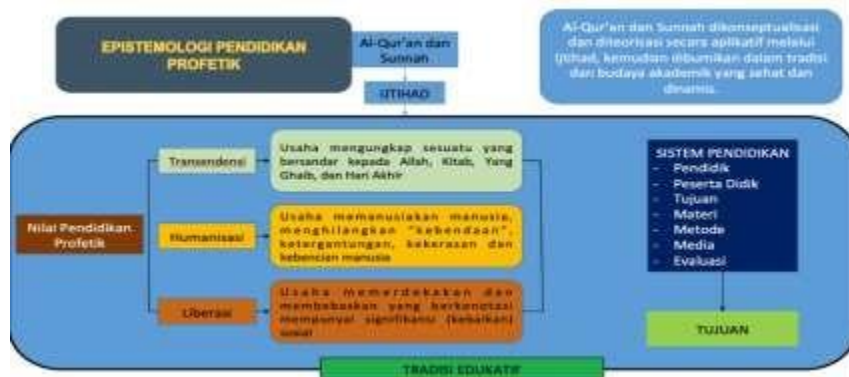 EPISTEMOLOGI PENDIDIKAN
PROFETIK
Al-Qur'an dan
Sunnah
IJTIHAD
Al-Qur'an dan Sunnah dikonseptualisasi
dan diteorisasi secara aplikatif melalui
Ijtihad, kemudian dibumikan dalam tradisi
dan budaya akademik yang sehat dan
dinamis.
Nilai Pendidikan
Profetik
Transendensi
Usaha mengungkap sesuatu yang
bersandar kepada Allah, Kitab, Yang
Ghaib, dan Hari Akhir
Humanisasi
Usaha memanusiakan manusia,
menghilangkan "kebendaan",
ketergantungan, kekerasan dan
kebencian manusia
Liberasi
Usaha memerdekakan dan
membebaskan yang berkonotasi
mempunyai signifikansi (kebaikan)
sosial
SISTEM PENDIDIKAN
- Pendidik
- Peserta Didik
- Tujuan
- Materi
- Metode
- Media
- Evaluasi
TUJUAN
TRADISI EDUKATIF